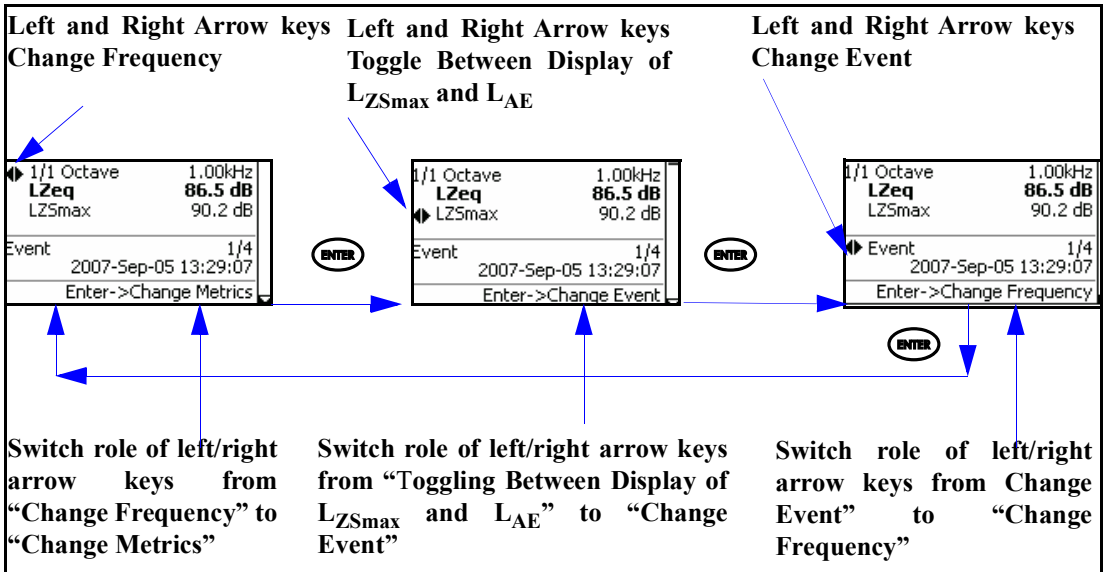 Left and Right Arrow keys
Change Frequency
Left and Right Arrow keys
Toggle Between Display of
LZSmax and LAE
Left and Right Arrow keys
Change Event
1/1 Octave 1.00kHz
LZeq 86.5 dB
LZSmax 90.2 dB
Event 1/4
2007-Sep-05 13:29:07
Enter->Change Metrics
ENTER
1/1 Octave 1.00kHz
LZeq 86.5 dB
LZSmax 90.2 dB
Event 1/4
2007-Sep-05 13:29:07
Enter->Change Event
ENTER
1/1 Octave 1.00kHz
LZeq 86.5 dB
LZSmax 90.2 dB
Event 1/4
2007-Sep-05 13:29:07
Enter->Change Frequency
ENTER
Switch role of left/right
arrow keys from
“Change Frequency” to
“Change Metrics”
Switch role of left/right arrow keys
from “Toggling Between Display of
LZSmax and LAE” to “Change
Event”
Switch role of left/right
arrow keys from Change
Event” to “Change
Frequency”